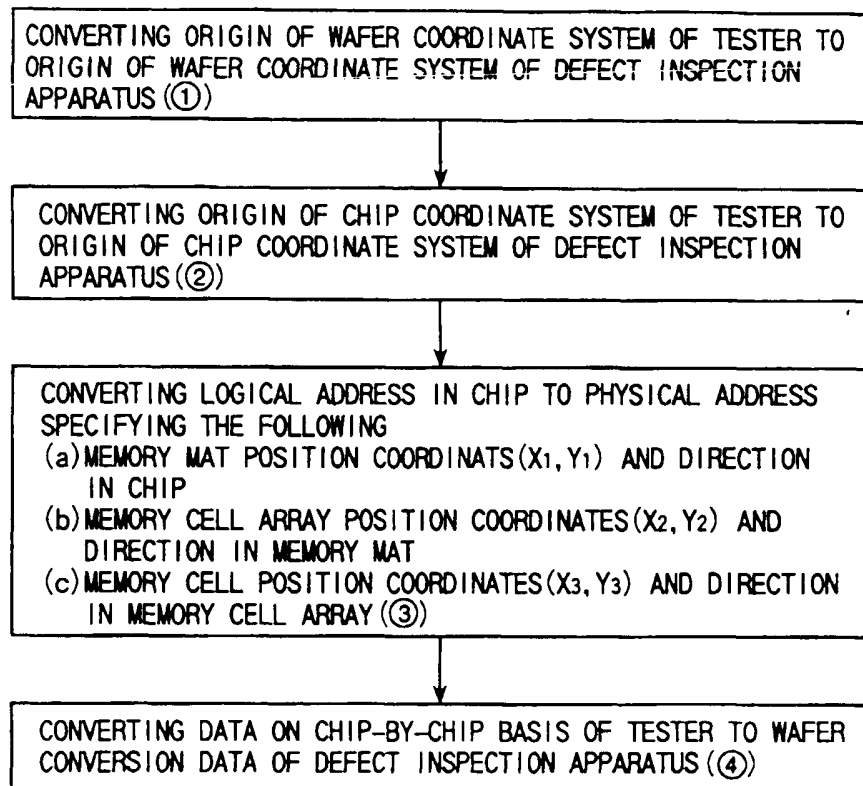 CONVERTING ORIGIN OF WAFER COORDINATE SYSTEM OF TESTER TO
ORIGIN OF WAFER COORDINATE SYSTEM OF DEFECT INSPECTION
APPARATUS(①)
CONVERTING ORIGIN OF CHIP COORDINATE SYSTEM OF TESTER TO
ORIGIN OF CHIP COORDINATE SYSTEM OF DEFECT INSPECTION
APPARATUS(②)
CONVERTING LOGICAL ADDRESS IN CHIP TO PHYSICAL ADDRESS
SPECIFYING THE FOLLOWING
(a)MEMORY MAT POSITION COORDINATS(X1,Y1) AND DIRECTION
IN CHIP
(b)MEMORY CELL ARRAY POSITION COORDINATES(X2,Y2) AND
DIRECTION IN MEMORY MAT
(c)MEMORY CELL POSITION COORDINATES(X3,Y3) AND DIRECTION
IN MEMORY CELL ARRAY(③)
CONVERTING DATA ON CHIP-BY-CHIP BASIS OF TESTER TO WAFER
CONVERSION DATA OF DEFECT INSPECTION APPARATUS(④)